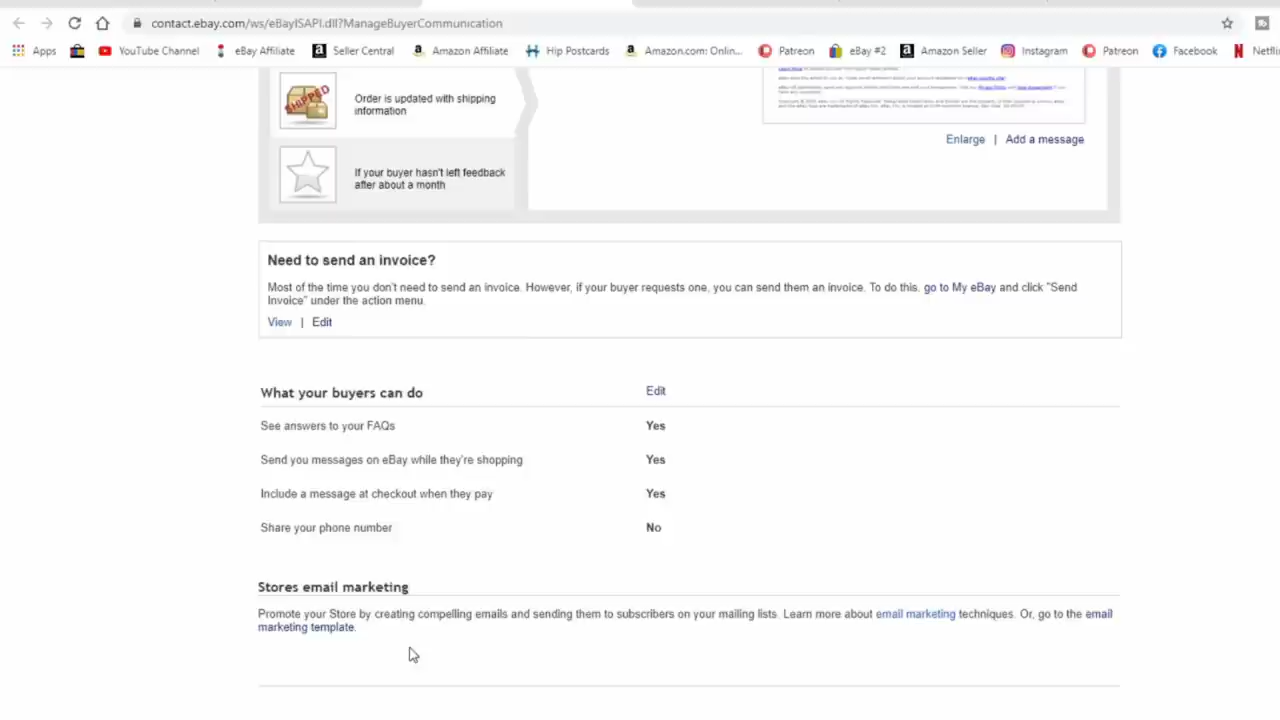 contact.ebay.com/ws/eBayISAPI.dll?ManageBuyerCommunication
Apps YouTube Channel eBay Affiliate Seller Central Amazon Affiliate Hip Postcards Amazon.com: Onlin... Patreon eBay #2 Amazon Seller Instagram Patreon Facebook Netfli
SHIPPED
Order is updated with shipping
information
Enlarge | Add a message
If your buyer hasn't left feedback
after about a month
Need to send an invoice?
Most of the time you don't need to send an invoice. However, if your buyer requests one, you can send them an invoice. To do this, go to My eBay and click "Send
Invoice" under the action menu.
View | Edit
What your buyers can do Edit
See answers to your FAQs Yes
Send you messages on eBay while they're shopping Yes
Include a message at checkout when they pay Yes
Share your phone number No
Stores email marketing
Promote your Store by creating compelling emails and sending them to subscribers on your mailing lists. Learn more about email marketing techniques. Or, go to the email
marketing template.